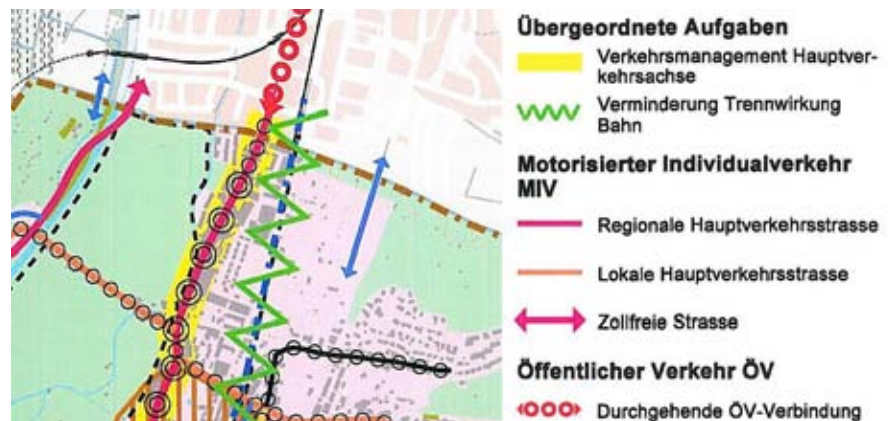 Übergeordnete Aufgaben
Verkehrsmanagement Hauptver-
kehrsachse
Verminderung Trennwirkung
Bahn
Motorisierter Individualverkehr
MIV
Regionale Hauptverkehrsstrasse
Lokale Hauptverkehrsstrasse
Zollfreie Strasse
Öffentlicher Verkehr ÖV
Durchgehende ÖV-Verbindung